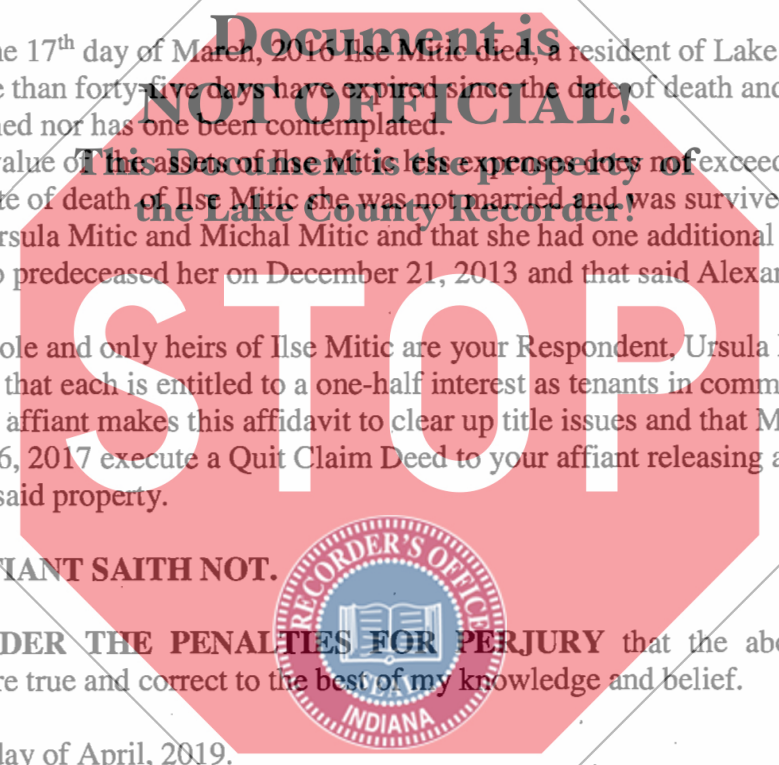 Document is
ne 17th day of March, 2016 Ilse Mitic died, a resident of Lake
NOT OFFICIAL!
e than forty-five days have expired since the date of death and
ned nor has one been contemplated.
This Document is the property of
value of the assets of Ilse Mitic less expenses does not exceed
te of death of Ilse Mitic she was not married and was survive
the Lake County Recorder!
rsula Mitic and Michal Mitic and that she had one additional
o predeceased her on December 21, 2013 and that said Alexan
STOP
ole and only heirs of Ilse Mitic are your Respondent, Ursula
that each is entitled to a one-half interest as tenants in comm
affiant makes this affidavit to clear up title issues and that M
6, 2017 execute a Quit Claim Deed to your affiant releasing a
said property.
FIANT SAITH NOT.
RECORDER'S OFFICE
DER THE PENALTIES FOR PERJURY that the abo
re true and correct to the best of my knowledge and belief.
SEAL
INDIANA
day of April, 2019.